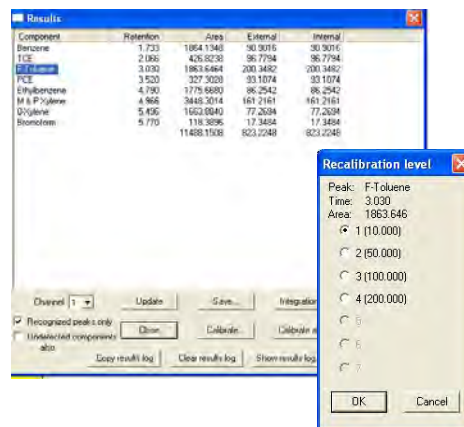 Results
Component Retention Area External Internal
Benzene 1.733 1864.1348 90.9016 90.9016
TCE 2.066 426.8238 96.7794 96.7794
F-Toluene 3.030 1863.6464 200.3482 200.3482
PCE 3.520 327.3028 93.1074 93.1074
Ethylbenzene 4.790 1775.6680 86.2542 86.2542
M & P Xylene 4.966 3448.3014 161.2161 161.2161
OXylene 5.496 1663.8840 77.2694 77.2694
Bromoform 5.770 118.3896 17.3484 17.3484
11488.1508 823.2248 823.2248
Channel 1 Update Save... Integration
Recognized peaks only
Undetected components also
Close Calibrate... Calibrate
Copy results log Clear results log Show results log
Recalibration level
Peak: F-Toluene
Time: 3.030
Area: 1863.646
1 (10.000)
2 (50.000)
3 (100.000)
4 (200.000)
5
6
7
OK Cancel